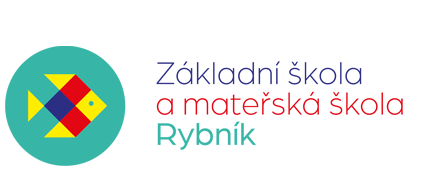 Základní škola
a mateřská škola
Rybník